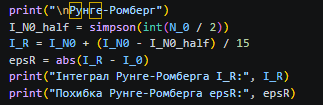 print("\nРунге-Ромберг")
I_N0_half = simpson(int(N_0 / 2))
I_R = I_N0 + (I_N0 - I_N0_half) / 15
epsR = abs(I_R - I_0)
print("Інтеграл Рунге-Ромберга I_R:", I_R)
print("Похибка Рунге-Ромберга epsR:", epsR)